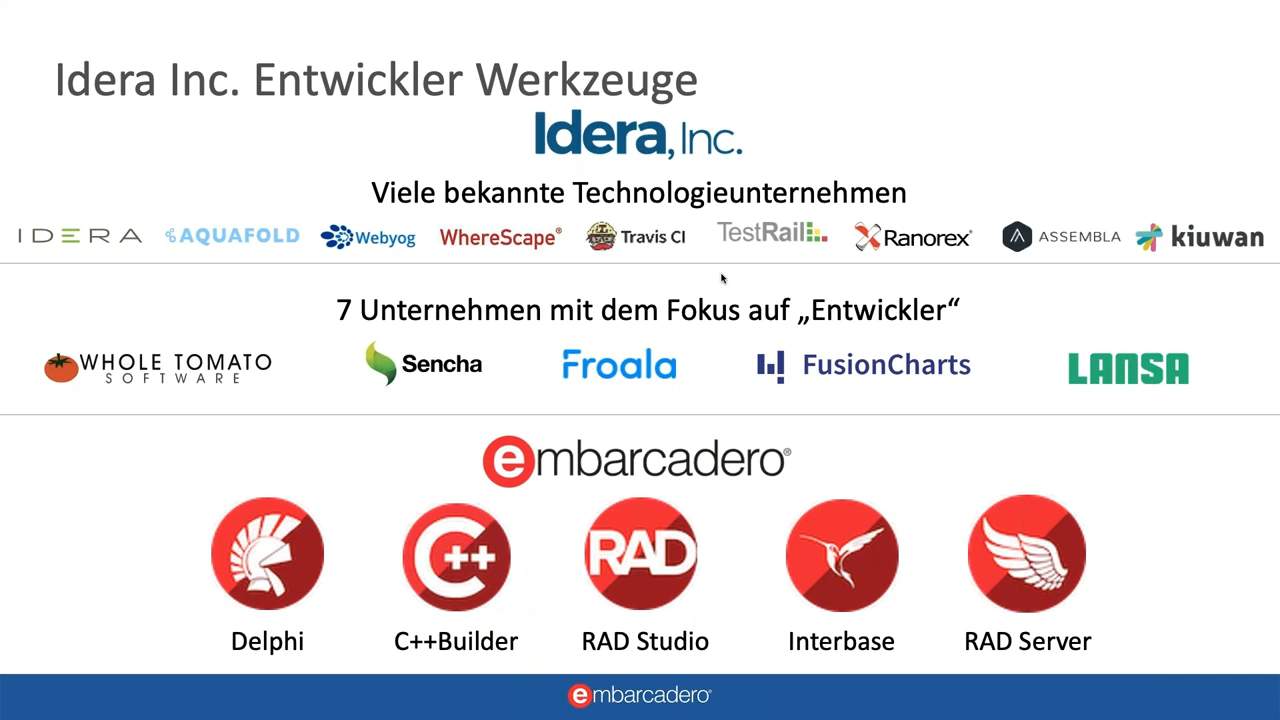 Idera Inc. Entwickler Werkzeuge
Idera, Inc.
Viele bekannte Technologieunternehmen
IDERA AQUAFOLD Webyog WhereScape® Travis CI TestRail Ranorex® ASSEMBLA kiuwan
7 Unternehmen mit dem Fokus auf „Entwickler“
WHOLE TOMATO SOFTWARE Sencha Froala FusionCharts LANSA
embarcadero®
C++ RAD
Delphi C++Builder RAD Studio Interbase RAD Server
embarcadero®